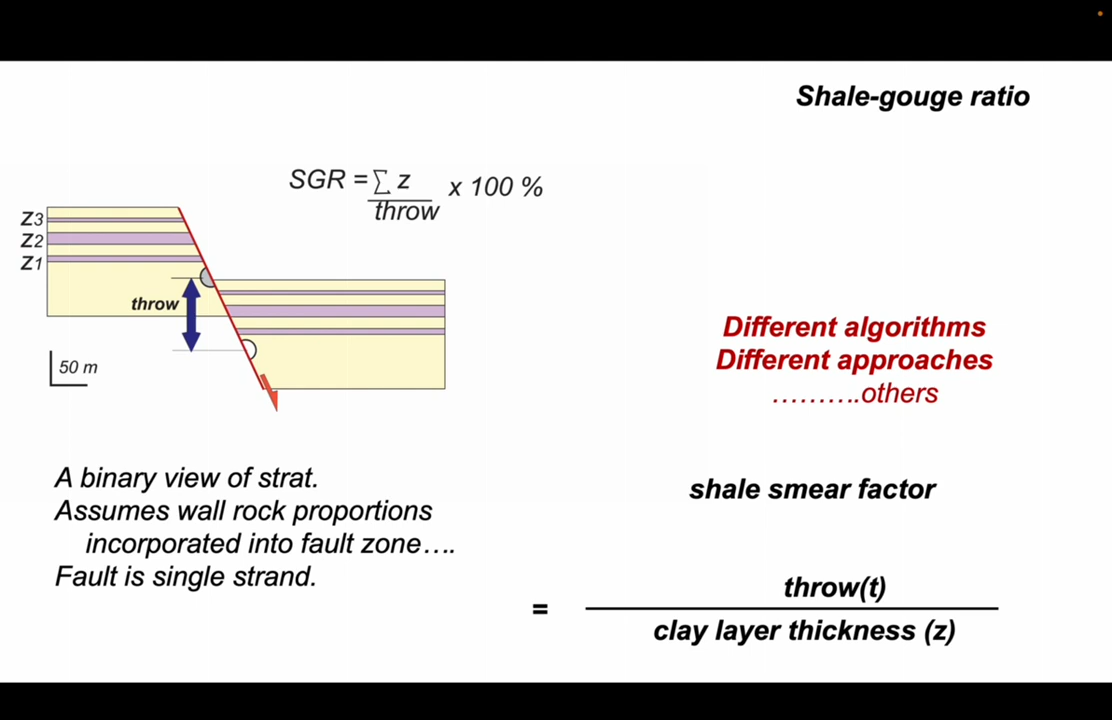 Shale-gouge ratio
SGR = ∑ z
throw
x 100 %
z3
z2
z1
throw
50 m
Different algorithms
Different approaches
……….others
A binary view of strat.
Assumes wall rock proportions
incorporated into fault zone….
Fault is single strand.
shale smear factor
=
throw(t)
clay layer thickness (z)